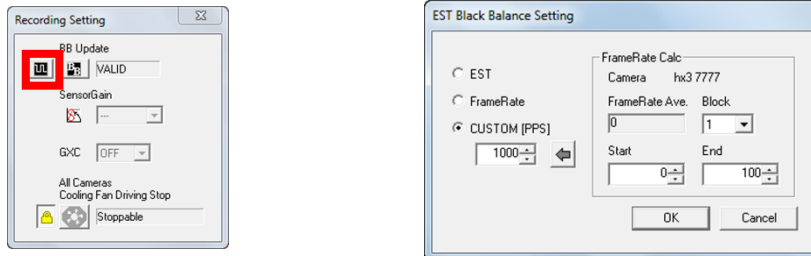 Recording Setting
BB Update
VALID
SensorGain
---
GXC OFF
All Cameras
Cooling Fan Driving Stop
Stoppable
EST Black Balance Setting
EST
FrameRate
CUSTOM [PPS]
1000
FrameRate Calc
Camera hx3 7777
FrameRate Ave. Block
0 1
Start End
0 100
OK Cancel